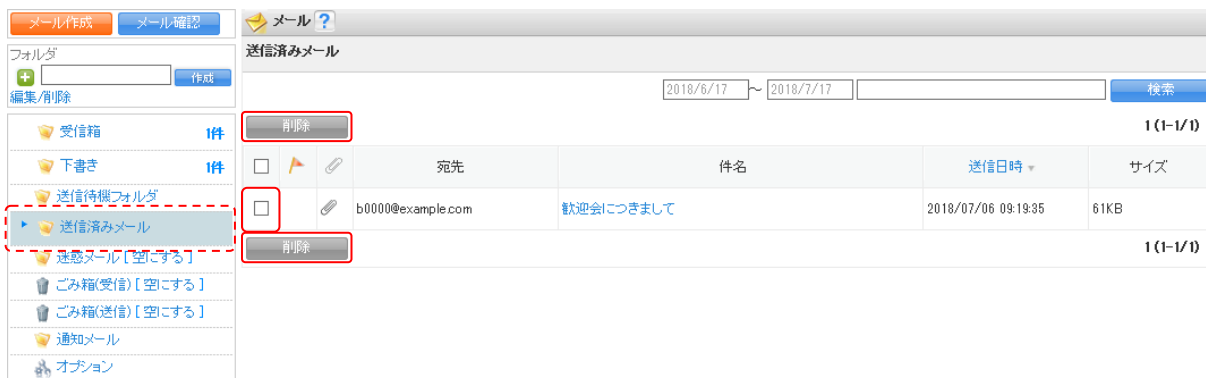 メール作成 メール確認
フォルダ
作成
編集/削除
受信箱 1件
下書き 1件
送信待機フォルダ
送信済みメール
迷惑メール [ 空にする ]
ごみ箱(受信) [ 空にする ]
ごみ箱(送信) [ 空にする ]
通知メール
オプション
メール ?
送信済みメール
2018/6/17 ～ 2018/7/17 検索
削除 1 (1-1/1)
宛先 件名 送信日時 サイズ
b0000@example.com 歓迎会につきまして 2018/07/06 09:19:35 61KB
削除 1 (1-1/1)